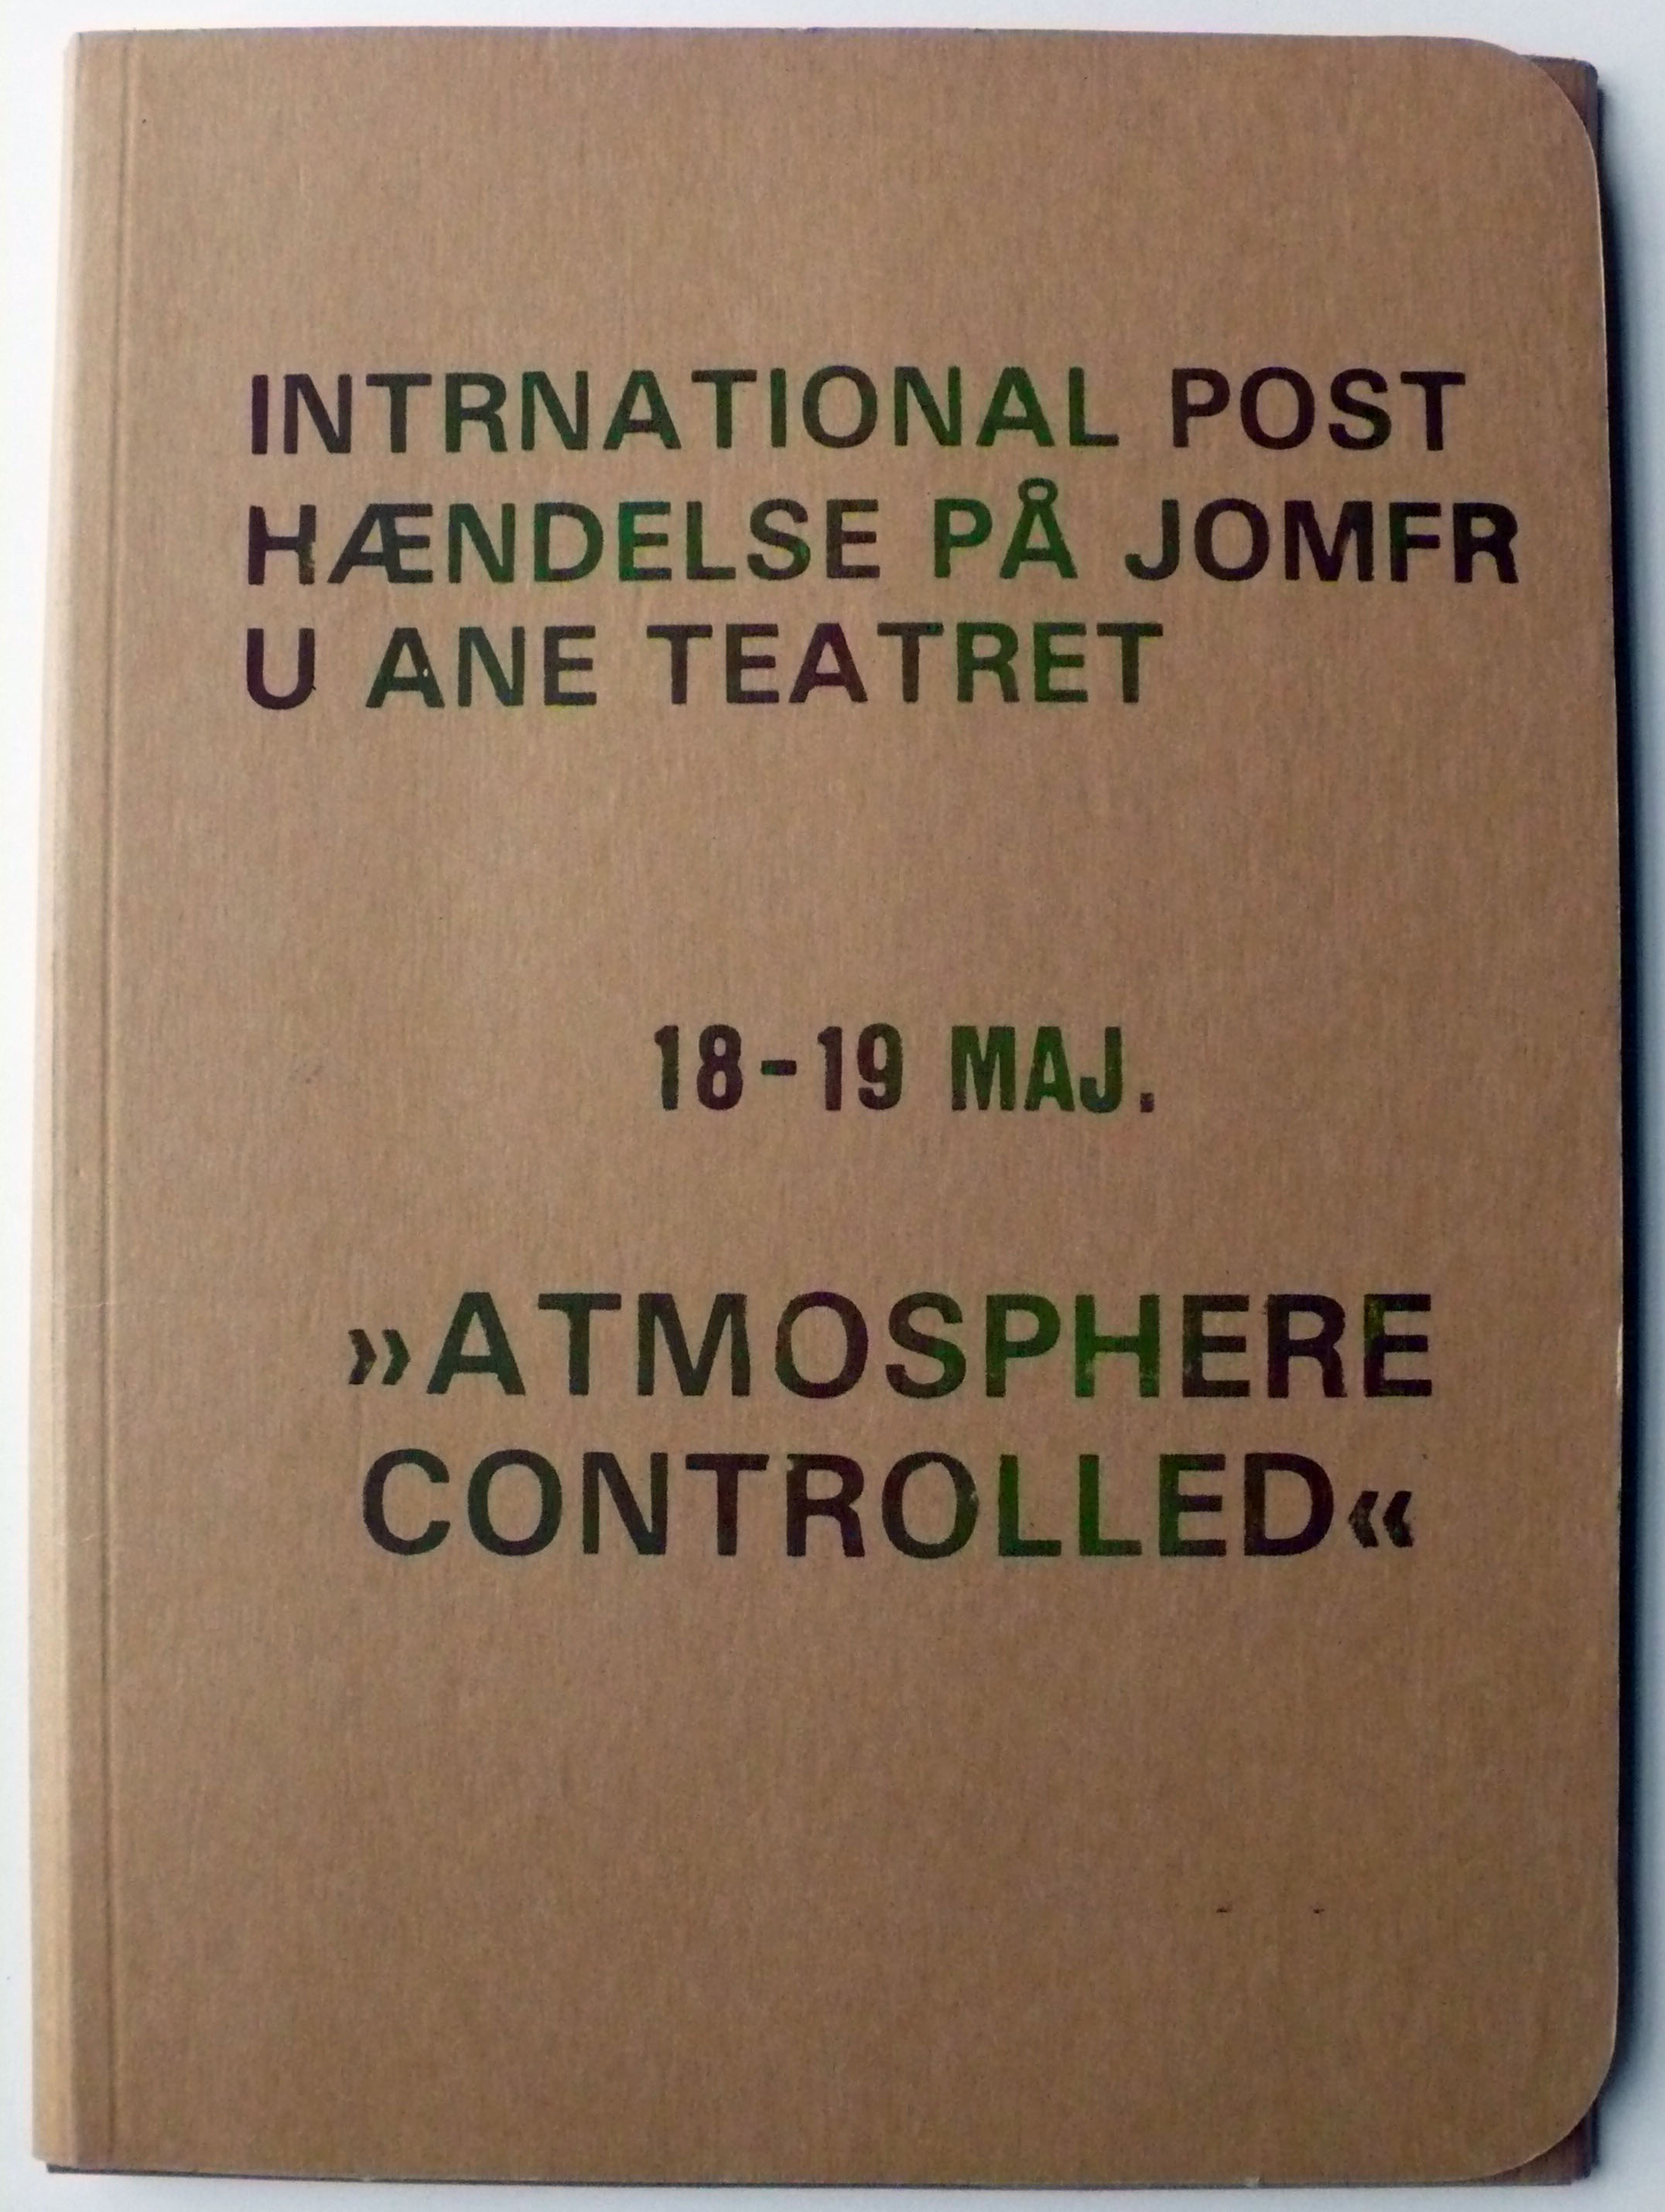 INTRNATIONAL POST
HÆNDELSE PÅ JOMFR
U ANE TEATRET
18-19 MAJ.
»ATMOSPHERE
CONTROLLED«